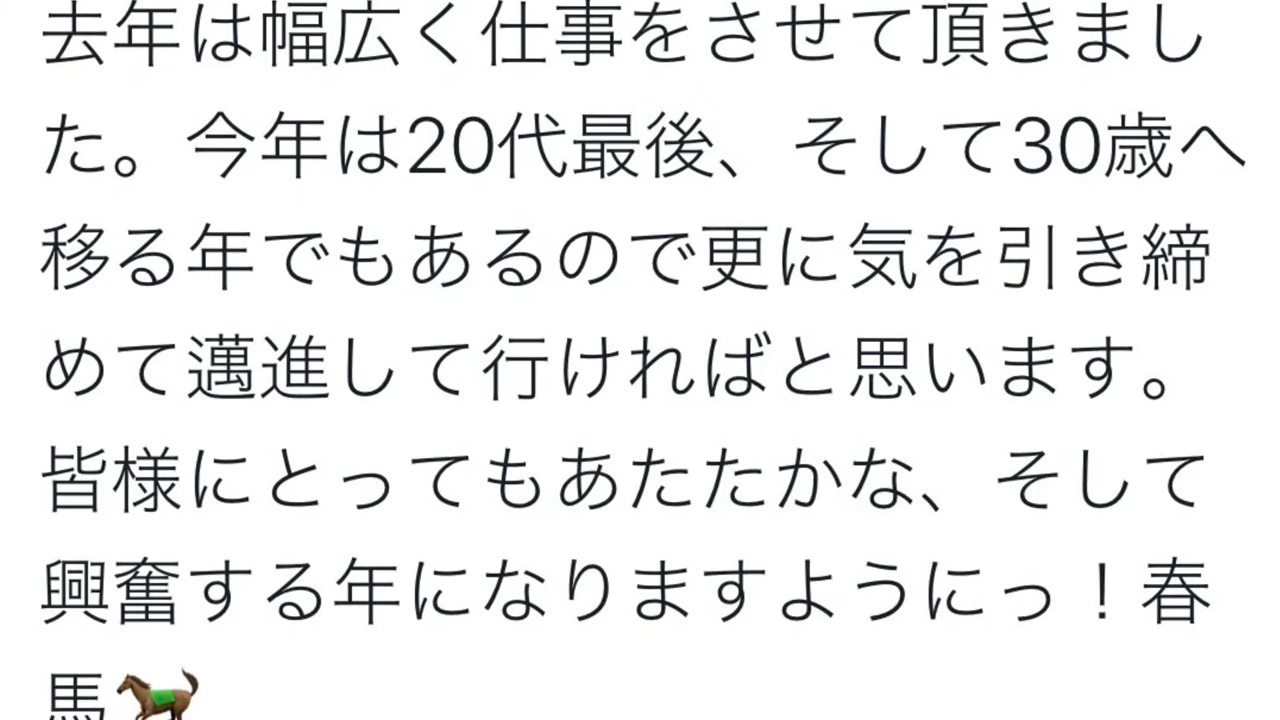 去年は幅広く仕事をさせて頂きまし
た。今年は20代最後、そして30歳へ
移る年でもあるので更に気を引き締
めて邁進して行ければと思います。
皆様にとってもあたたかな、そして
興奮する年になりますようにっ！春
馬🐎